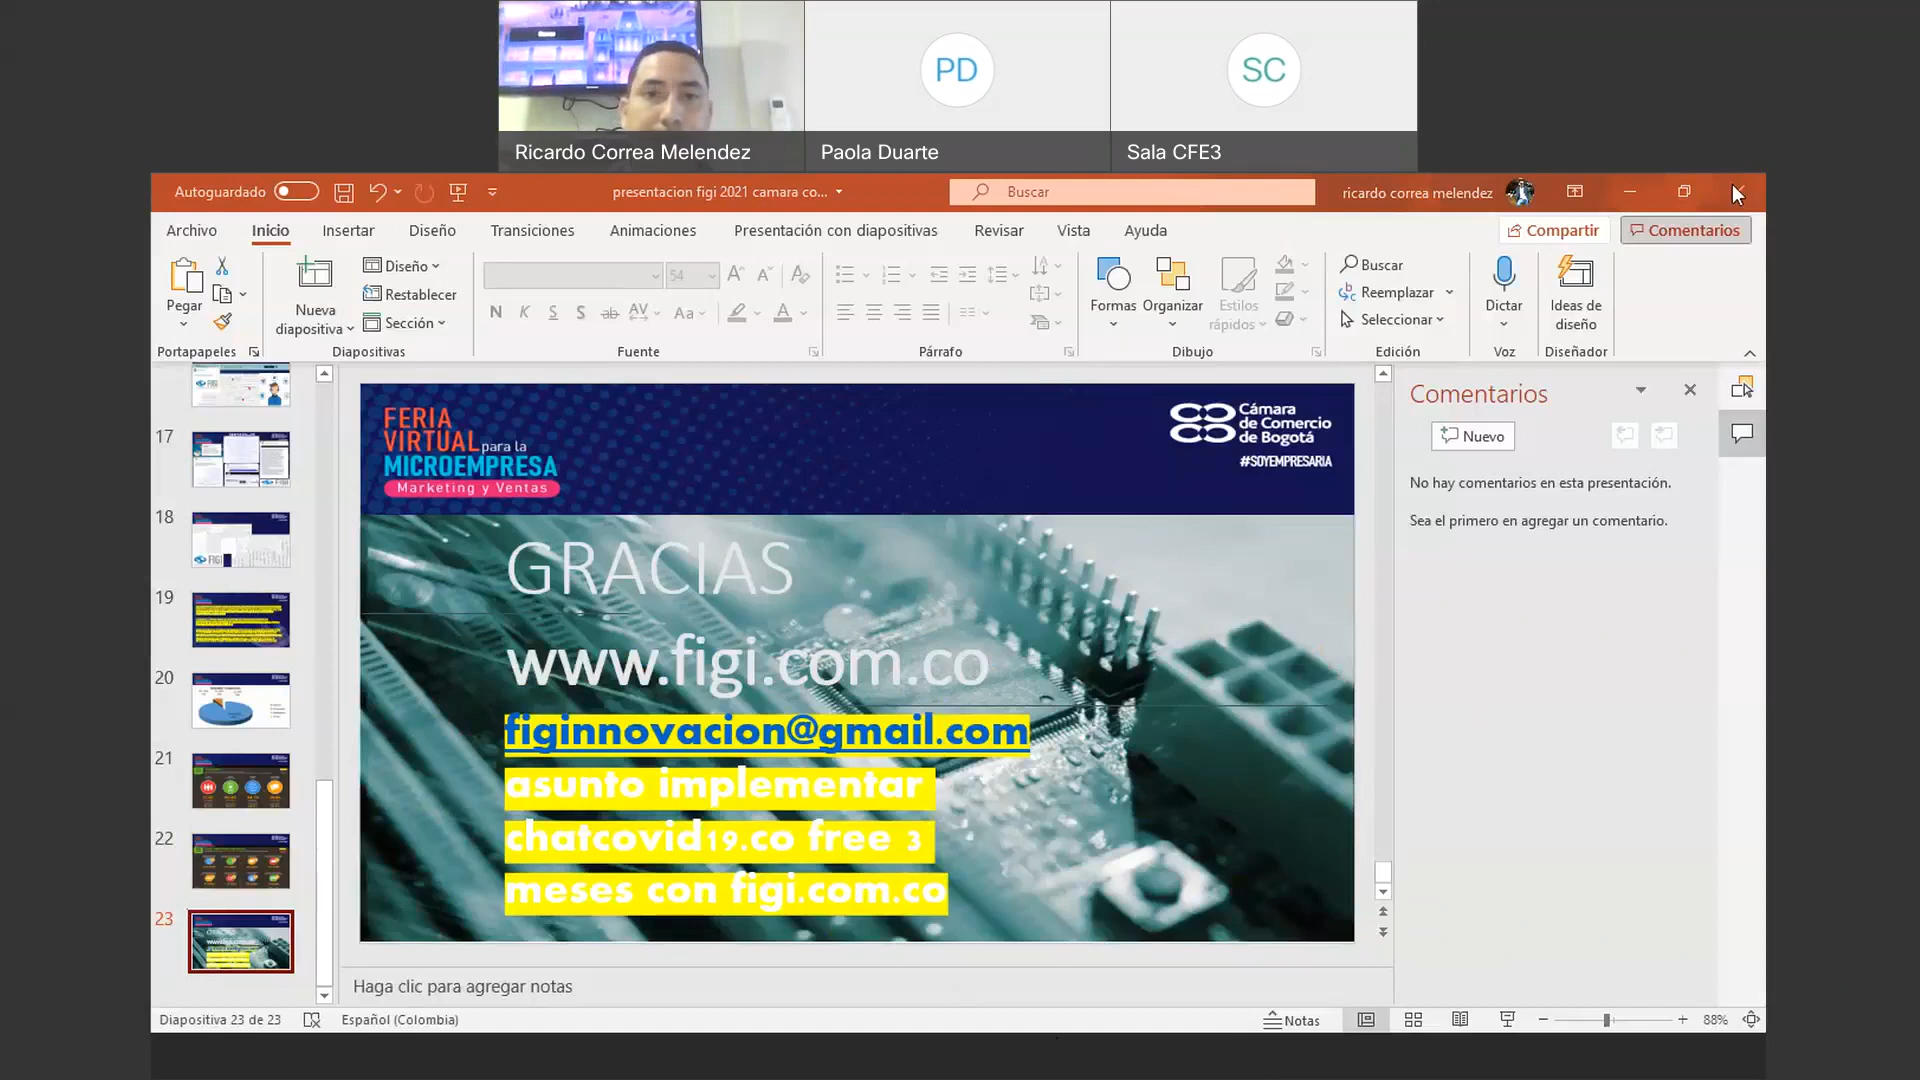 PD
SC
Ricardo Correa Melendez
Paola Duarte
Sala CFE3
Autoguardado
presentacion figi 2021 camara co...
Buscar
ricardo correa melendez
Archivo
Inicio
Insertar
Diseño
Transiciones
Animaciones
Presentación con diapositivas
Revisar
Vista
Ayuda
Compartir
Comentarios
Pegar
Portapapeles
Nueva
diapositiva
Diseño
Restablecer
Sección
Diapositivas
54
N K S S ab AV Aa A
Fuente
Párrafo
Formas
Organizar
Estilos
rápidos
Dibujo
Buscar
Reemplazar
Seleccionar
Edición
Dictar
Voz
Ideas de
diseño
Diseñador
17
18
FIGI
19
20
21
22
23
FERIA
VIRTUAL para la
MICROEMPRESA
Marketing y Ventas
Cámara
de Comercio
de Bogotá
#SOYEMPRESARIA
GRACIAS
www.figi.com.co
figinnovacion@gmail.com
asunto implementar
chatcovid19.co free 3
meses con figi.com.co
Comentarios
Nuevo
No hay comentarios en esta presentación.
Sea el primero en agregar un comentario.
Haga clic para agregar notas
Diapositiva 23 de 23
Español (Colombia)
Notas
88%